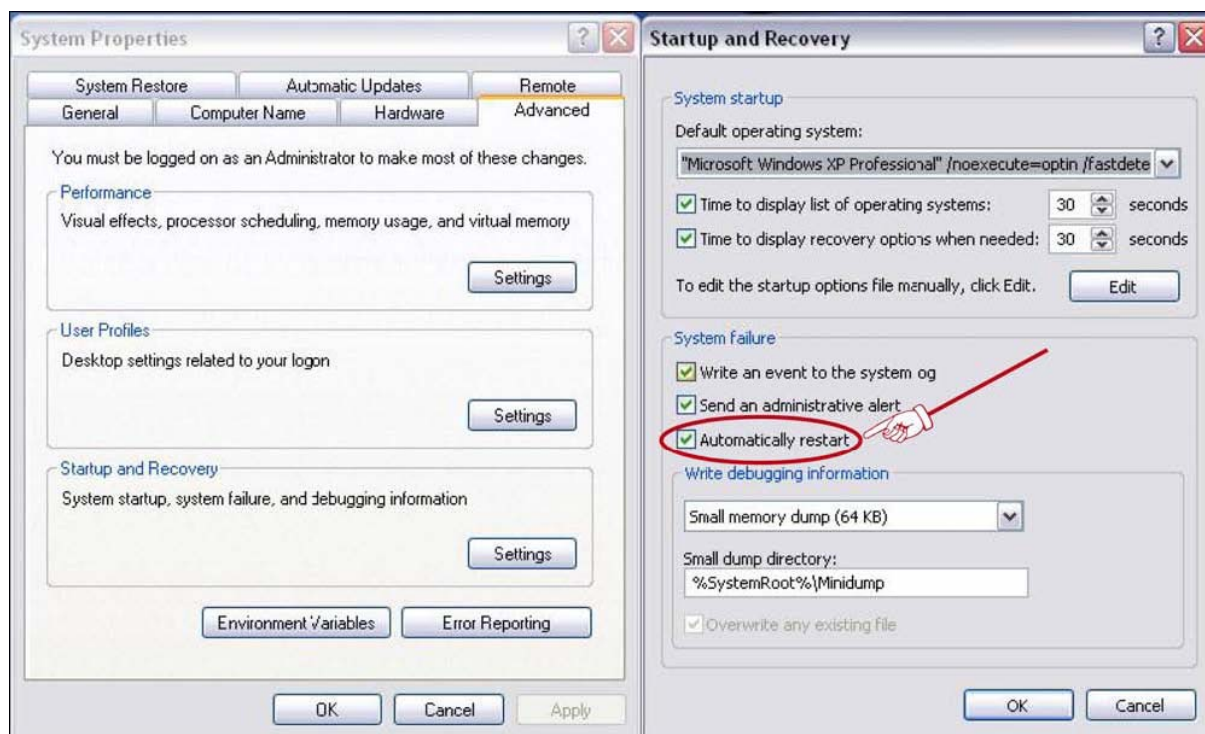 System Properties
System Restore
Automatic Updates
Remote
General
Computer Name
Hardware
Advanced
You must be logged on as an Administrator to make most of these changes.
Performance
Visual effects, processor scheduling, memory usage, and virtual memory
Settings
User Profiles
Desktop settings related to your logon
Settings
Startup and Recovery
System startup, system failure, and debugging information
Settings
Environment Variables
Error Reporting
OK
Cancel
Apply
Startup and Recovery
System startup
Default operating system:
"Microsoft Windows XP Professional" /noexecute=optin /fastdete
Time to display list of operating systems: 30 seconds
Time to display recovery options when needed: 30 seconds
To edit the startup options file manually, click Edit.
Edit
System failure
Write an event to the system og
Send an administrative alert
Automatically restart
Write debugging information
Small memory dump (64 KB)
Small dump directory:
%SystemRoot%\Minidump
Overwrite any existing file
OK
Cancel